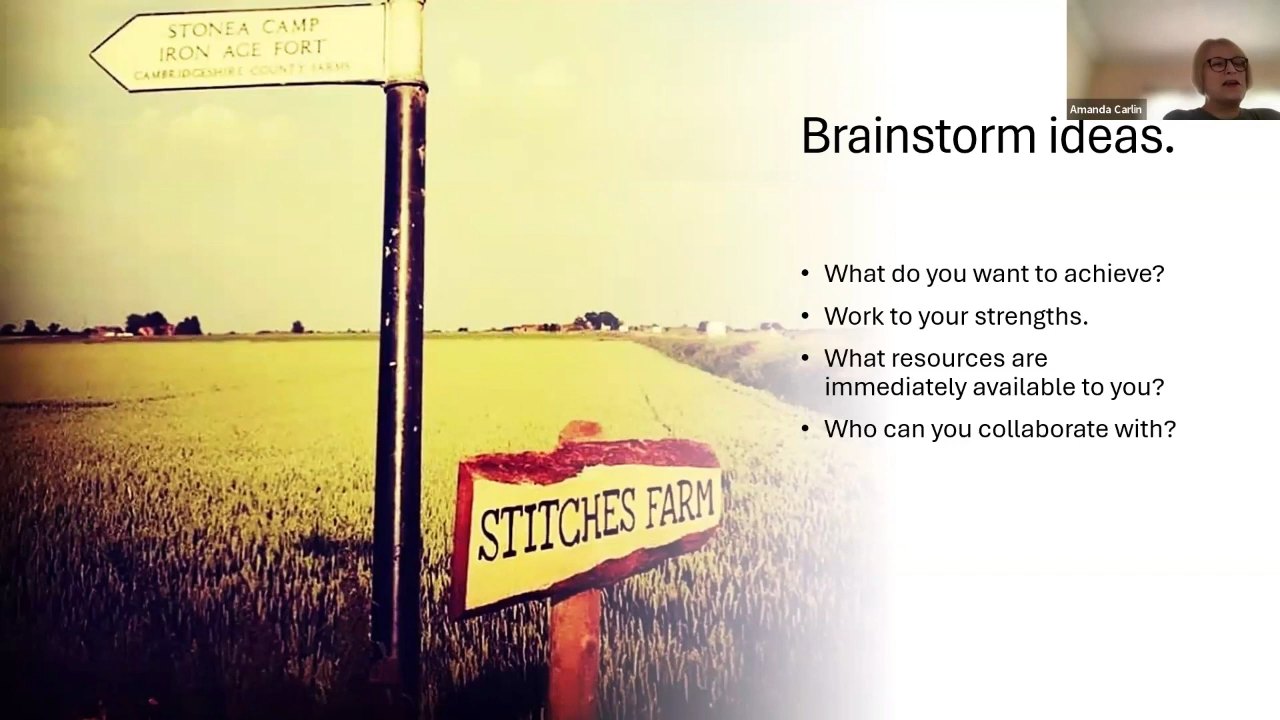 STONEA CAMP
IRON AGE FORT
CAMBRIDGESHIRE COUNTY FARMS
Amanda Carlin
Brainstorm ideas.
• What do you want to achieve?
• Work to your strengths.
• What resources are
immediately available to you?
• Who can you collaborate with?
STITCHES FARM